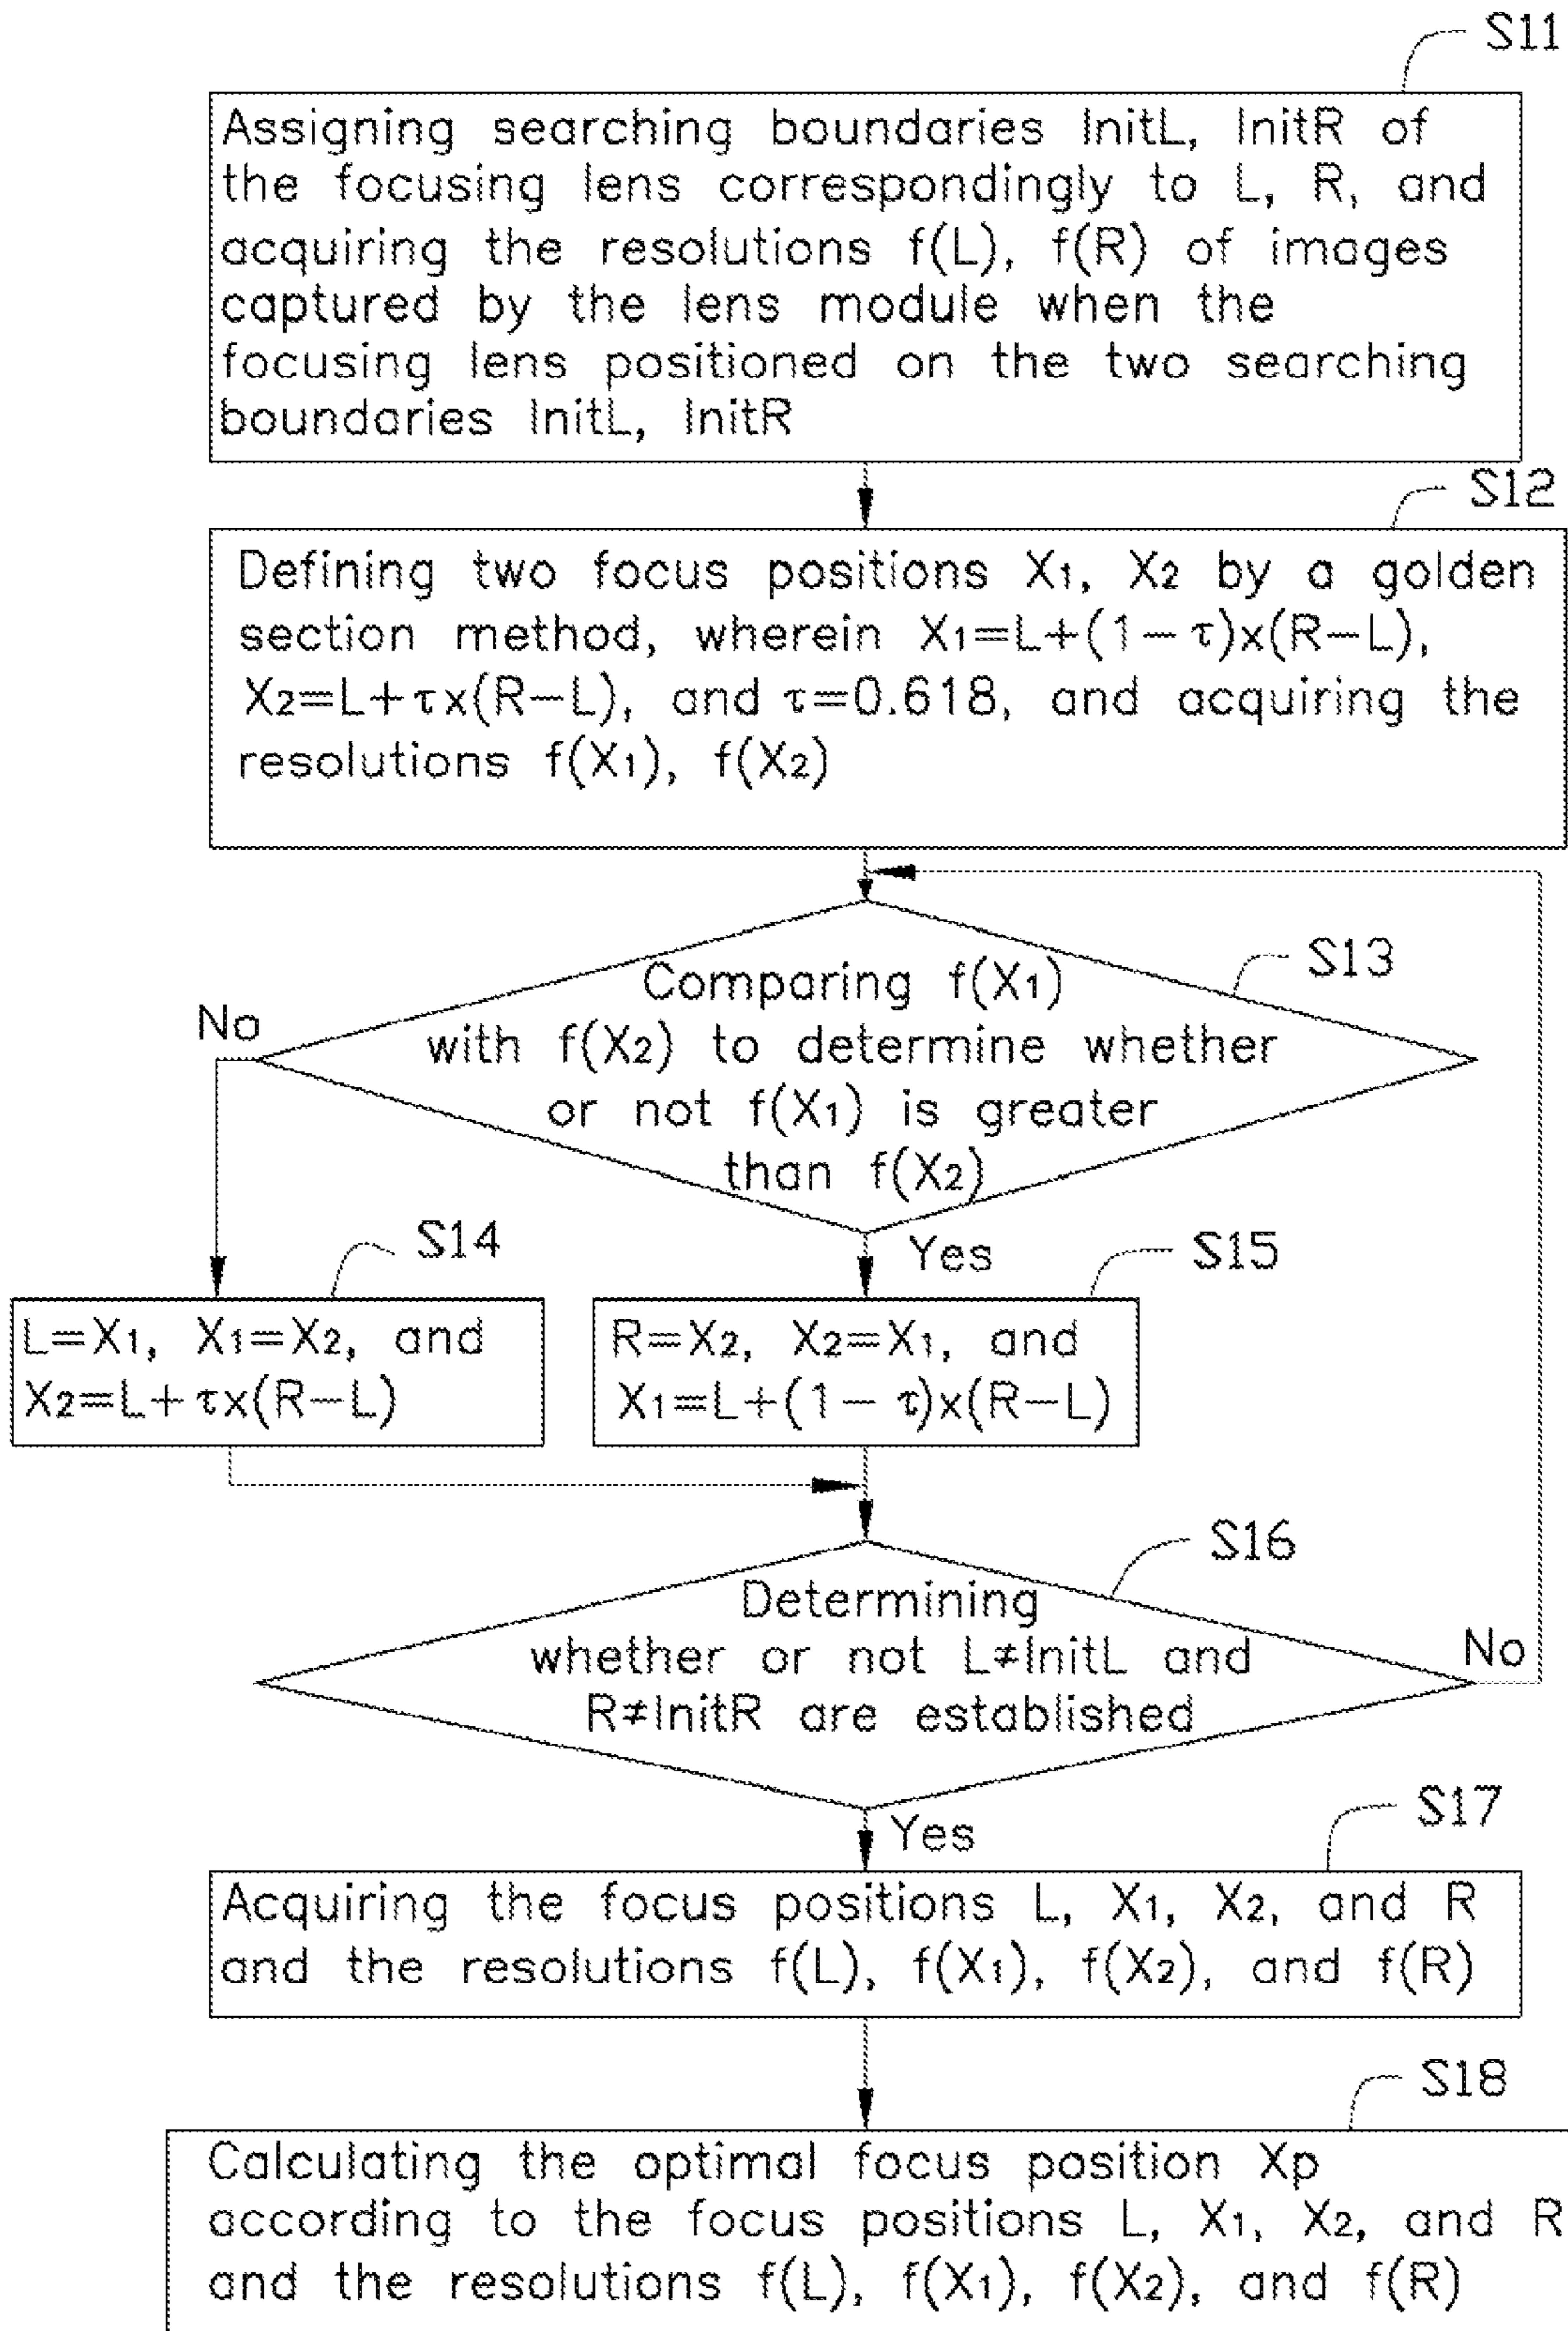 S11
Assigning searching boundaries InitL, InitR of
the focusing lens correspondingly to L, R, and
acquiring the resolutions f(L), f(R) of images
captured by the lens module when the
focusing lens positioned on the two searching
boundaries InitL, InitR
S12
Defining two focus positions X1, X2 by a golden
section method, wherein X1=L+(1-τ)x(R-L),
X2=L+τx(R-L), and τ=0.618, and acquiring the
resolutions f(X1), f(X2)
S13
Comparing f(X1)
with f(X2) to determine whether
or not f(X1) is greater
than f(X2)
No
Yes
S14
L=X1, X1=X2, and
X2=L+τx(R-L)
S15
R=X2, X2=X1, and
X1=L+(1-τ)x(R-L)
S16
Determining
whether or not L≠InitL and
R≠InitR are established
No
Yes
S17
Acquiring the focus positions L, X1, X2, and R
and the resolutions f(L), f(X1), f(X2), and f(R)
S18
Calculating the optimal focus position Xp
according to the focus positions L, X1, X2, and R
and the resolutions f(L), f(X1), f(X2), and f(R)